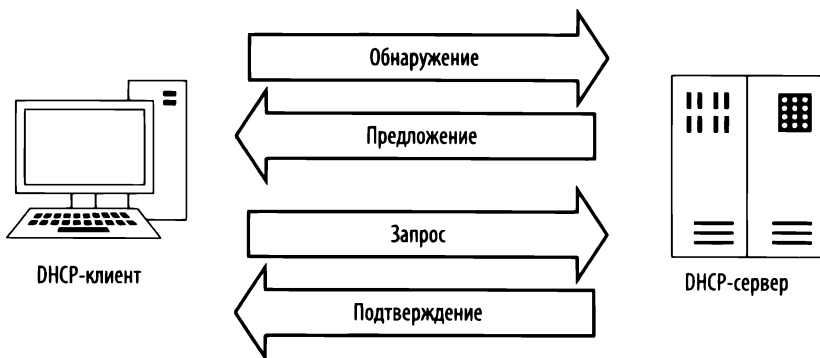 Обнаружение
Предложение
Запрос
Подтверждение
DHCP-клиент
DHCP-сервер